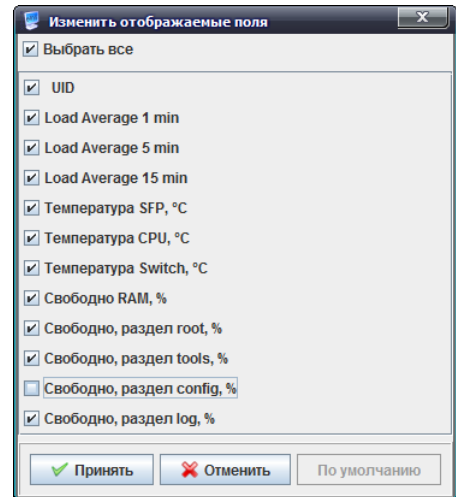 Изменить отображаемые поля
Выбрать все
UID
Load Average 1 min
Load Average 5 min
Load Average 15 min
Температура SFP, °C
Температура CPU, °C
Температура Switch, °C
Свободно RAM, %
Свободно, раздел root, %
Свободно, раздел tools, %
Свободно, раздел config, %
Свободно, раздел log, %
Принять Отменить По умолчанию